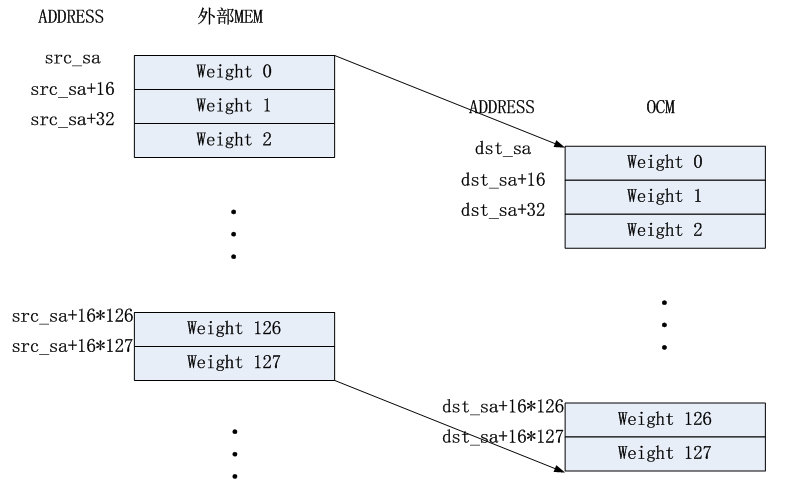 ADDRESS 外部MEM
src_sa
Weight 0
src_sa+16
Weight 1
src_sa+32
Weight 2
src_sa+16*126
Weight 126
src_sa+16*127
Weight 127
ADDRESS OCM
dst_sa
Weight 0
dst_sa+16
Weight 1
dst_sa+32
Weight 2
dst_sa+16*126
Weight 126
dst_sa+16*127
Weight 127